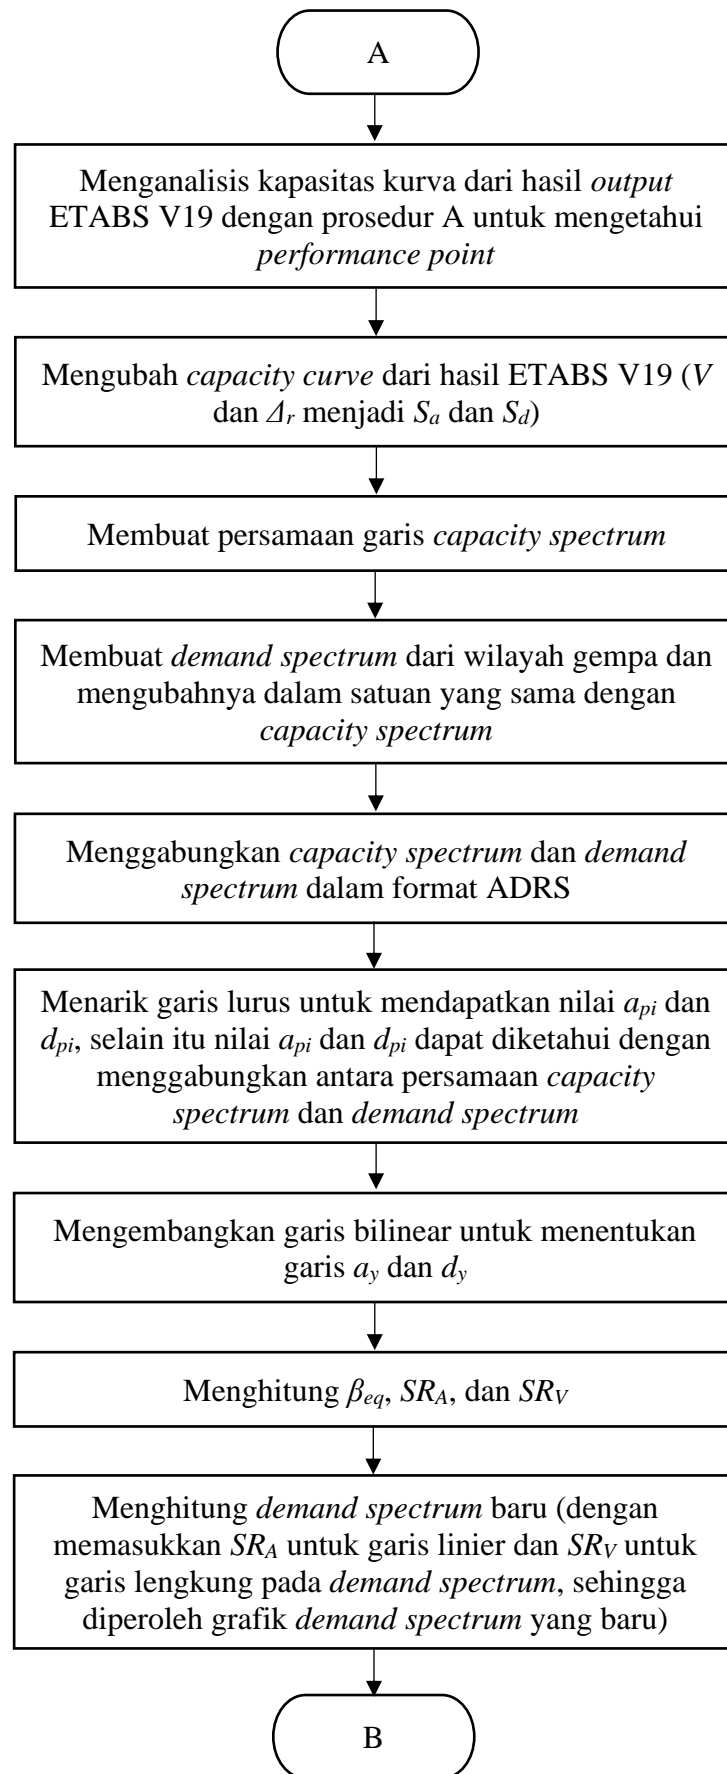 A
Menganalisis kapasitas kurva dari hasil output
ETABS V19 dengan prosedur A untuk mengetahui
performance point
Mengubah capacity curve dari hasil ETABS V19 (V
dan Δr menjadi Sa dan Sd)
Membuat persamaan garis capacity spectrum
Membuat demand spectrum dari wilayah gempa dan
mengubahnya dalam satuan yang sama dengan
capacity spectrum
Menggabungkan capacity spectrum dan demand
spectrum dalam format ADRS
Menarik garis lurus untuk mendapatkan nilai api dan
dpi, selain itu nilai api dan dpi dapat diketahui dengan
menggabungkan antara persamaan capacity
spectrum dan demand spectrum
Mengembangkan garis bilinear untuk menentukan
garis ay dan dy
Menghitung βeq, SRA, dan SRV
Menghitung demand spectrum baru (dengan
memasukkan SRA untuk garis linier dan SRV untuk
garis lengkung pada demand spectrum, sehingga
diperoleh grafik demand spectrum yang baru)
B